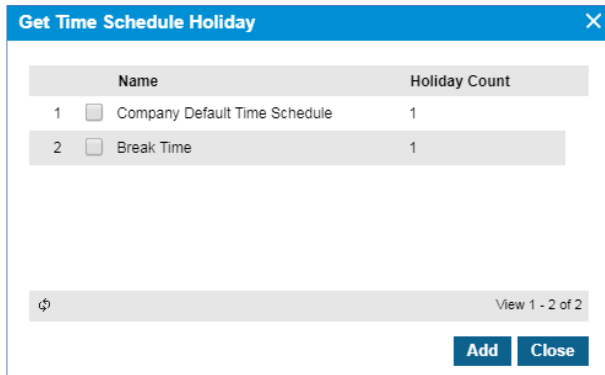 Get Time Schedule Holiday
Name Holiday Count
1 Company Default Time Schedule 1
2 Break Time 1
View 1 - 2 of 2
Add Close